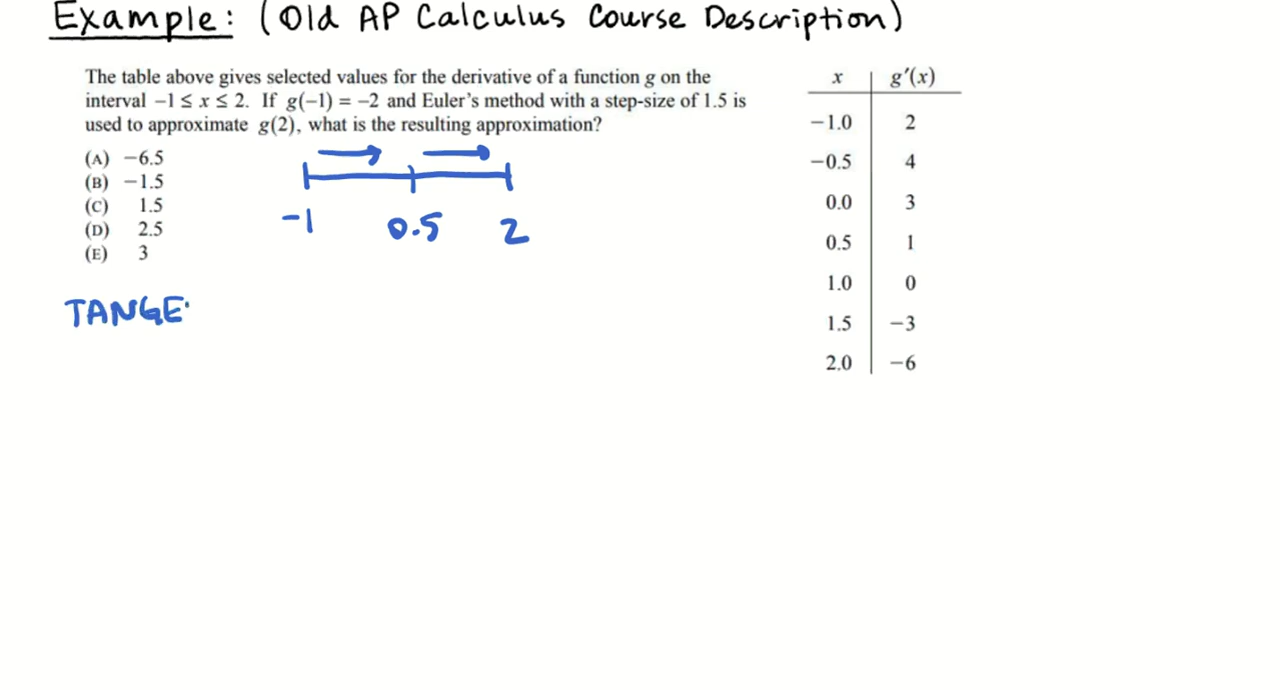 Example: (Old AP Calculus Course Description)
The table above gives selected values for the derivative of a function g on the
interval −1 ≤ x ≤ 2. If g(−1) = −2 and Euler's method with a step-size of 1.5 is
used to approximate g(2), what is the resulting approximation?
(A) −6.5
(B) −1.5
(C) 1.5
(D) 2.5
(E) 3
-1 0.5 2
TANGE
x g′(x)
−1.0 2
−0.5 4
0.0 3
0.5 1
1.0 0
1.5 −3
2.0 −6